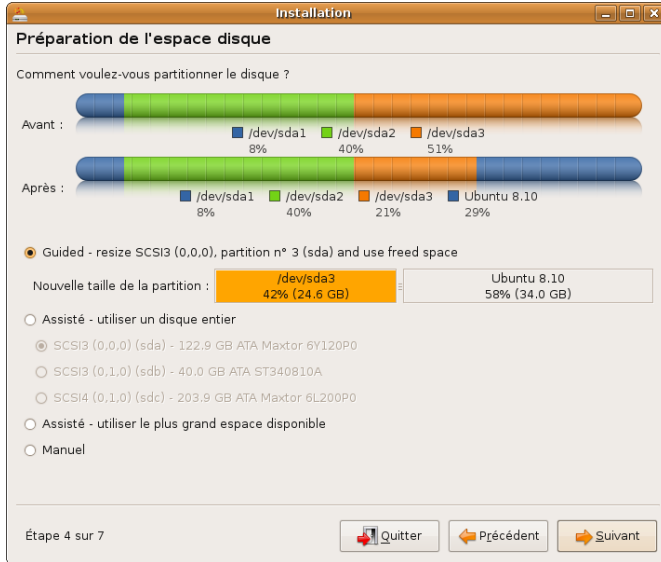 Installation
Préparation de l'espace disque
Comment voulez-vous partitionner le disque ?
Avant :
/dev/sda1 /dev/sda2 /dev/sda3
8% 40% 51%
Après :
/dev/sda1 /dev/sda2 /dev/sda3 Ubuntu 8.10
8% 40% 21% 29%
Guided - resize SCSI3 (0,0,0), partition n° 3 (sda) and use freed space
Nouvelle taille de la partition : /dev/sda3 Ubuntu 8.10
42% (24.6 GB) 58% (34.0 GB)
Assisté - utiliser un disque entier
SCSI3 (0,0,0) (sda) - 122.9 GB ATA Maxtor 6Y120P0
SCSI3 (0,1,0) (sdb) - 40.0 GB ATA ST340810A
SCSI4 (0,1,0) (sdc) - 203.9 GB ATA Maxtor 6L200P0
Assisté - utiliser le plus grand espace disponible
Manuel
Étape 4 sur 7 Quitter Précédent Suivant